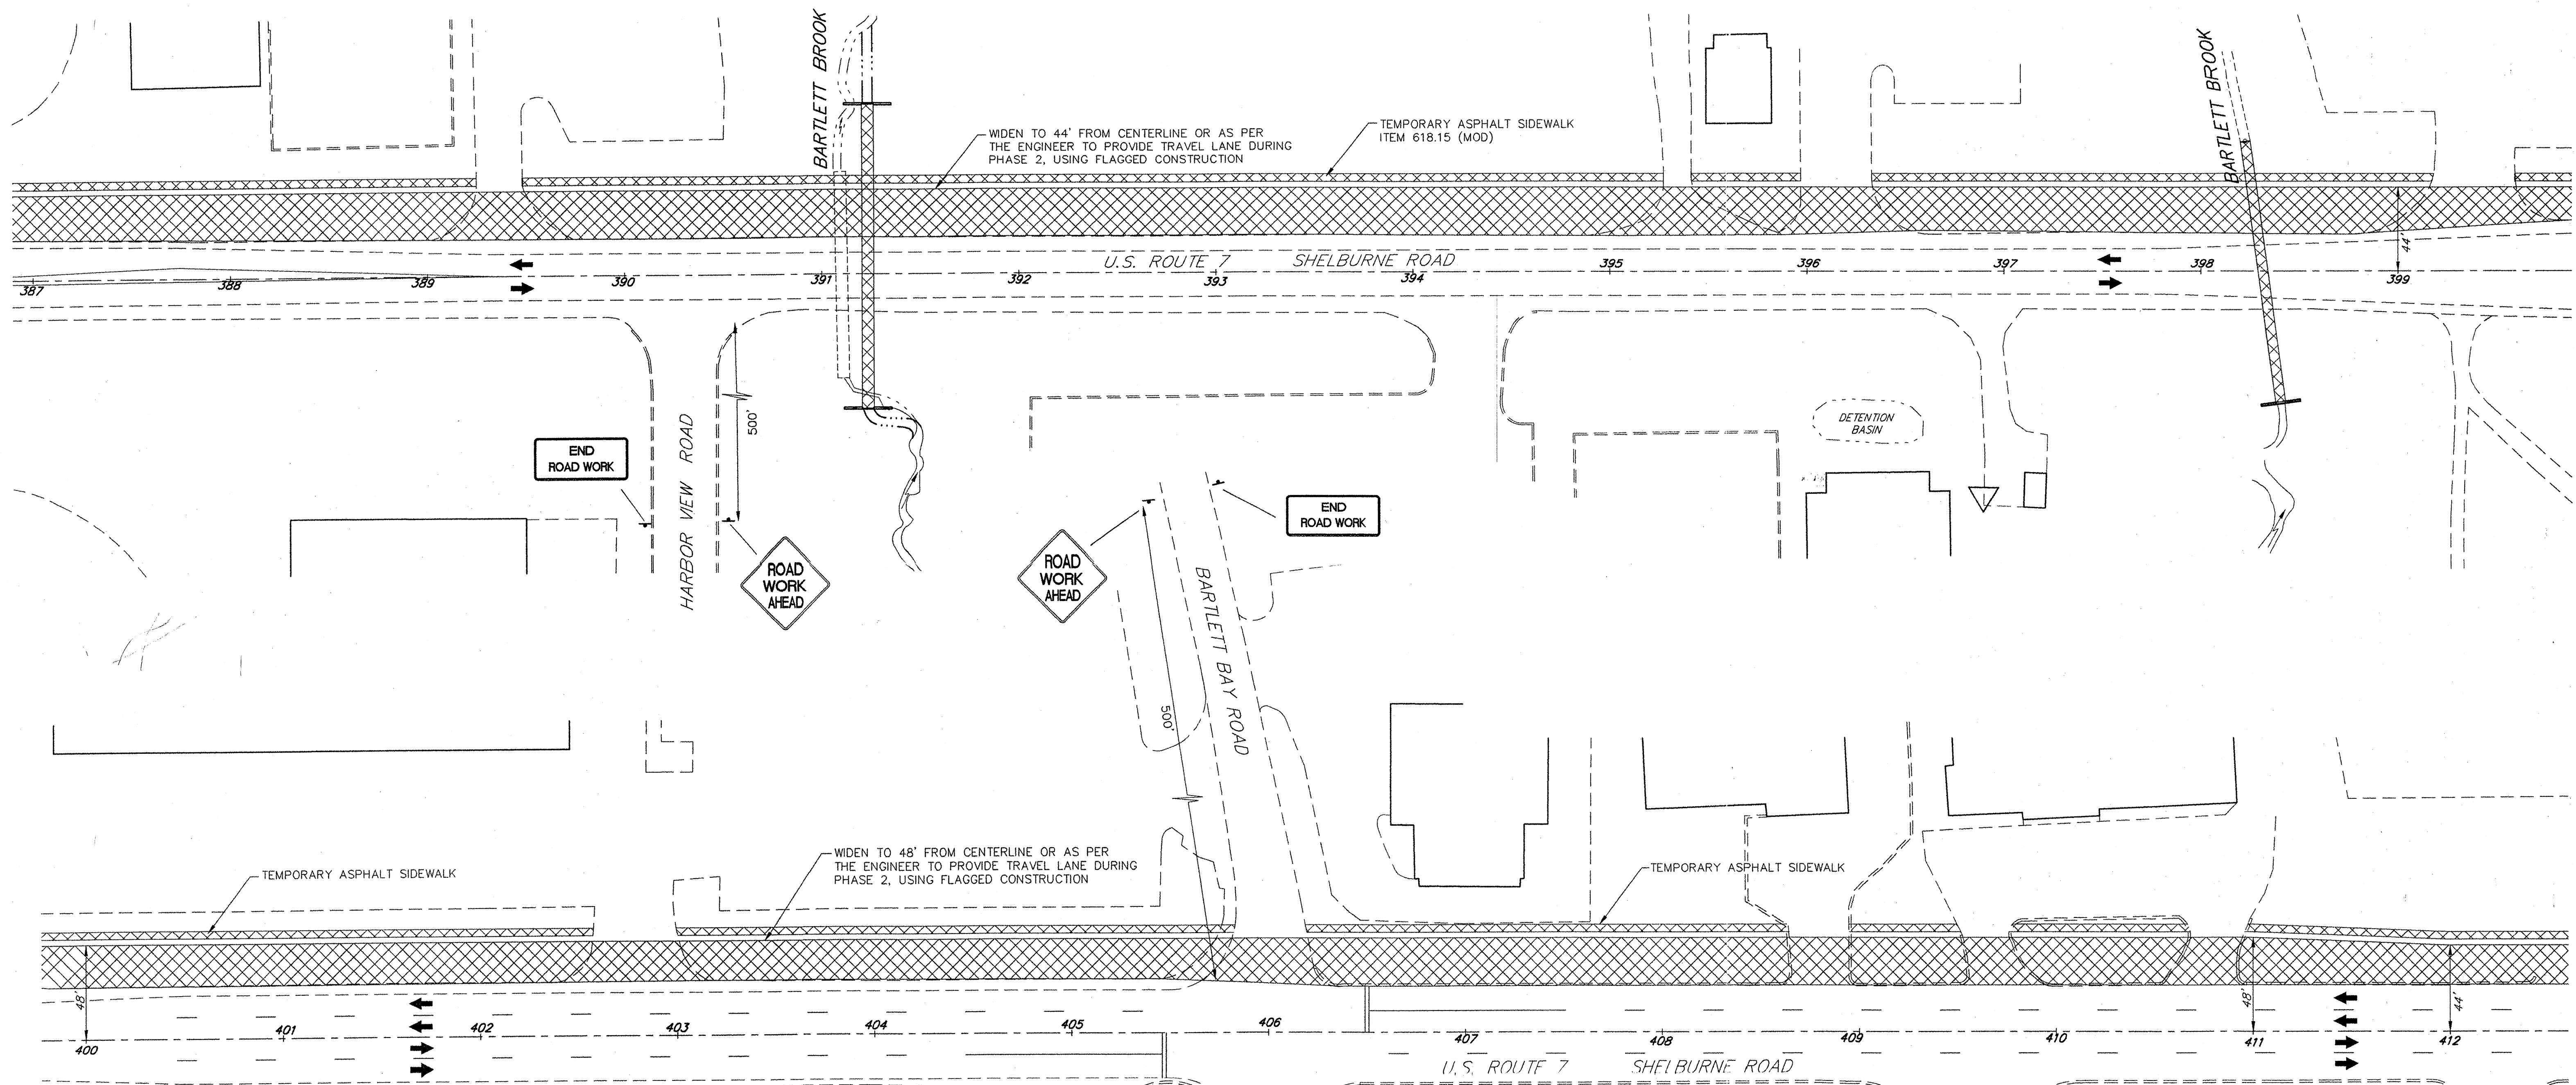 BARTLETT BROOK
BARTLETT BROOK
WIDEN TO 44' FROM CENTERLINE OR AS PER
THE ENGINEER TO PROVIDE TRAVEL LANE DURING
PHASE 2, USING FLAGGED CONSTRUCTION
TEMPORARY ASPHALT SIDEWALK
ITEM 618.15 (MOD)
44'
U.S. ROUTE 7 SHELBURNE ROAD
387 388 389 390 391 392 393 394 395 396 397 398 399
500'
HARBOR VIEW ROAD
END
ROAD WORK
ROAD
WORK
AHEAD
ROAD
WORK
AHEAD
END
ROAD WORK
DETENTION
BASIN
BARTLETT BAY ROAD
500'
TEMPORARY ASPHALT SIDEWALK
WIDEN TO 48' FROM CENTERLINE OR AS PER
THE ENGINEER TO PROVIDE TRAVEL LANE DURING
PHASE 2, USING FLAGGED CONSTRUCTION
TEMPORARY ASPHALT SIDEWALK
48'
48'
44'
400 401 402 403 404 405 406 407 408 409 410 411 412
U.S. ROUTE 7 SHELBURNE ROAD